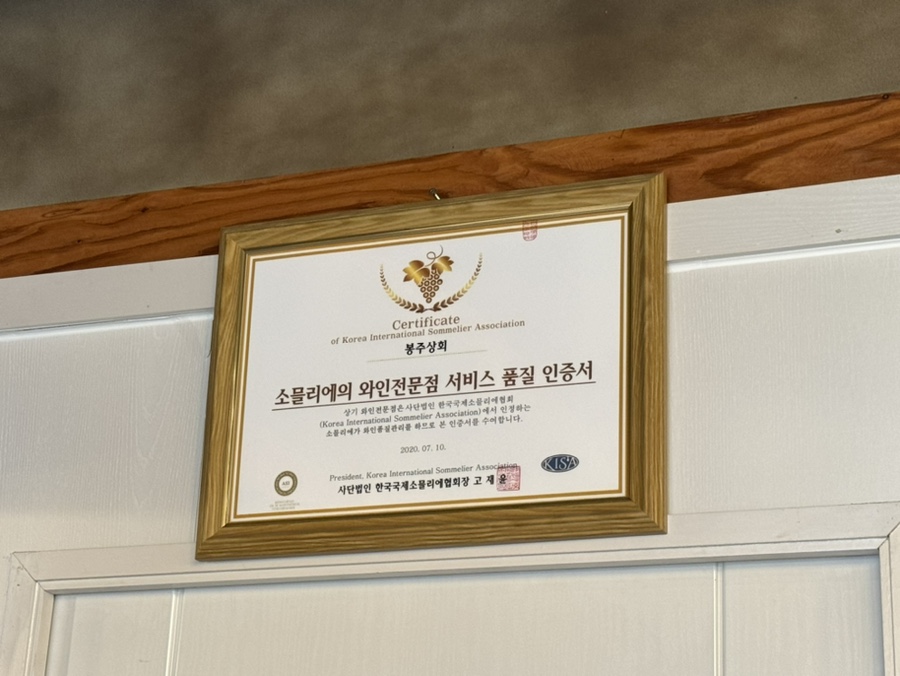 Certificate
of Korea International Sommelier Association
봉주상회
소믈리에의 와인전문점 서비스 품질 인증서
상기 와인전문점은 사단법인 한국국제소믈리에협회
(Korea International Sommelier Association)에서 인정하는
소믈리에가 와인품질관리를 하므로 본 인증서를 수여합니다.
2020. 07. 10.
President, Korea International Sommelier Association
사단법인 한국국제소믈리에협회장 고 재 윤
KISA